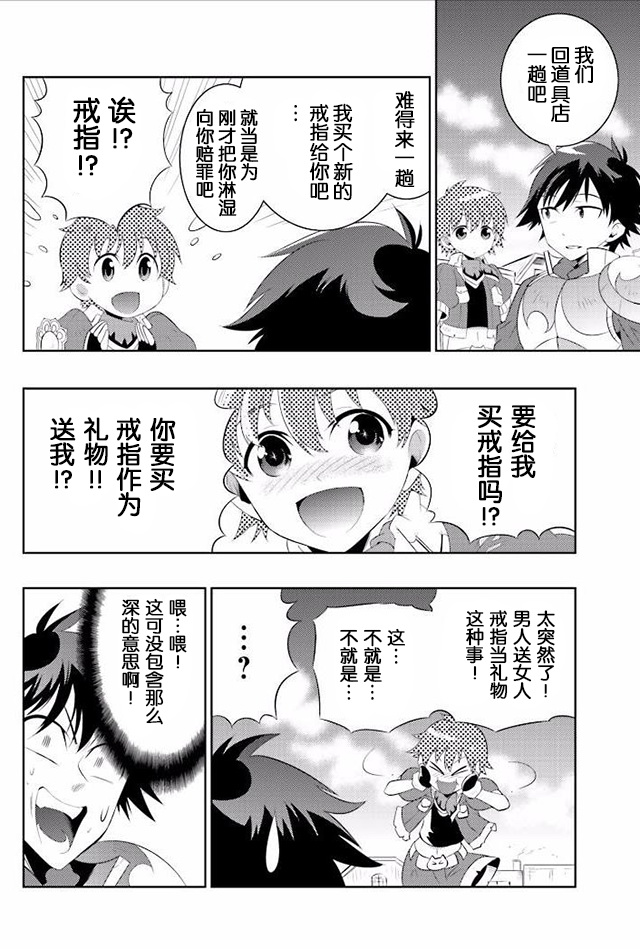 我们
回道具店
一趟吧
难得来一趟
我买个新的
戒指给你吧
…
就当是为
刚才把你淋湿
向你赔罪吧
诶!?
戒指!?
要给我
买戒指吗!?
你要买
戒指作为
礼物!!
送我!?
太突然了！
男人送女人
戒指当礼物
这种事！
这…
不就是…
不就是…
…?
喂…喂！
这可没包含那么
深的意思啊！